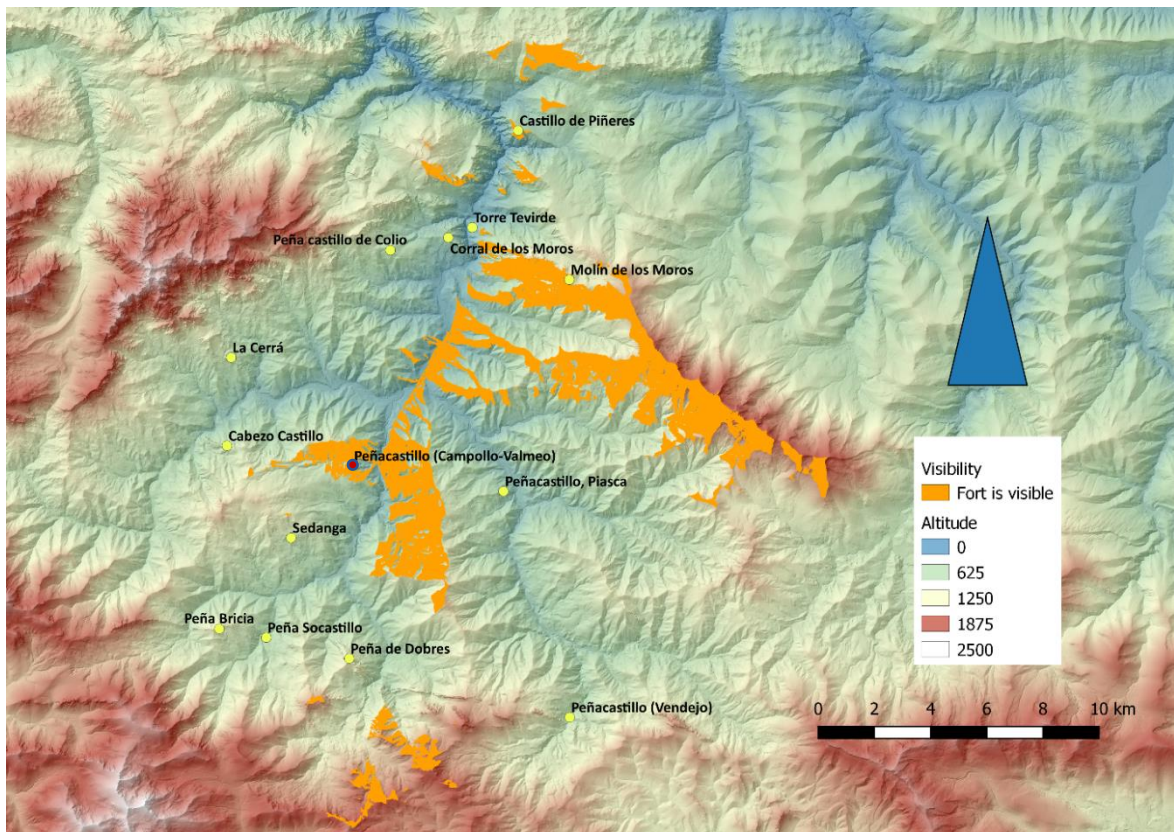 Castillo de Piñeres
Torre Tevirde
Peña castillo de Colio
Corral de los Moros
Molín de los Moros
La Cerrá
Cabezo Castillo
Peñacastillo (Campollo-Valmeo)
Peñacastillo, Piasca
Sedanga
Peña Bricia
Peña Socastillo
Peña de Dobres
Peñacastillo (Vendejo)
Visibility
Fort is visible
Altitude
0
625
1250
1875
2500
0 2 4 6 8 10 km